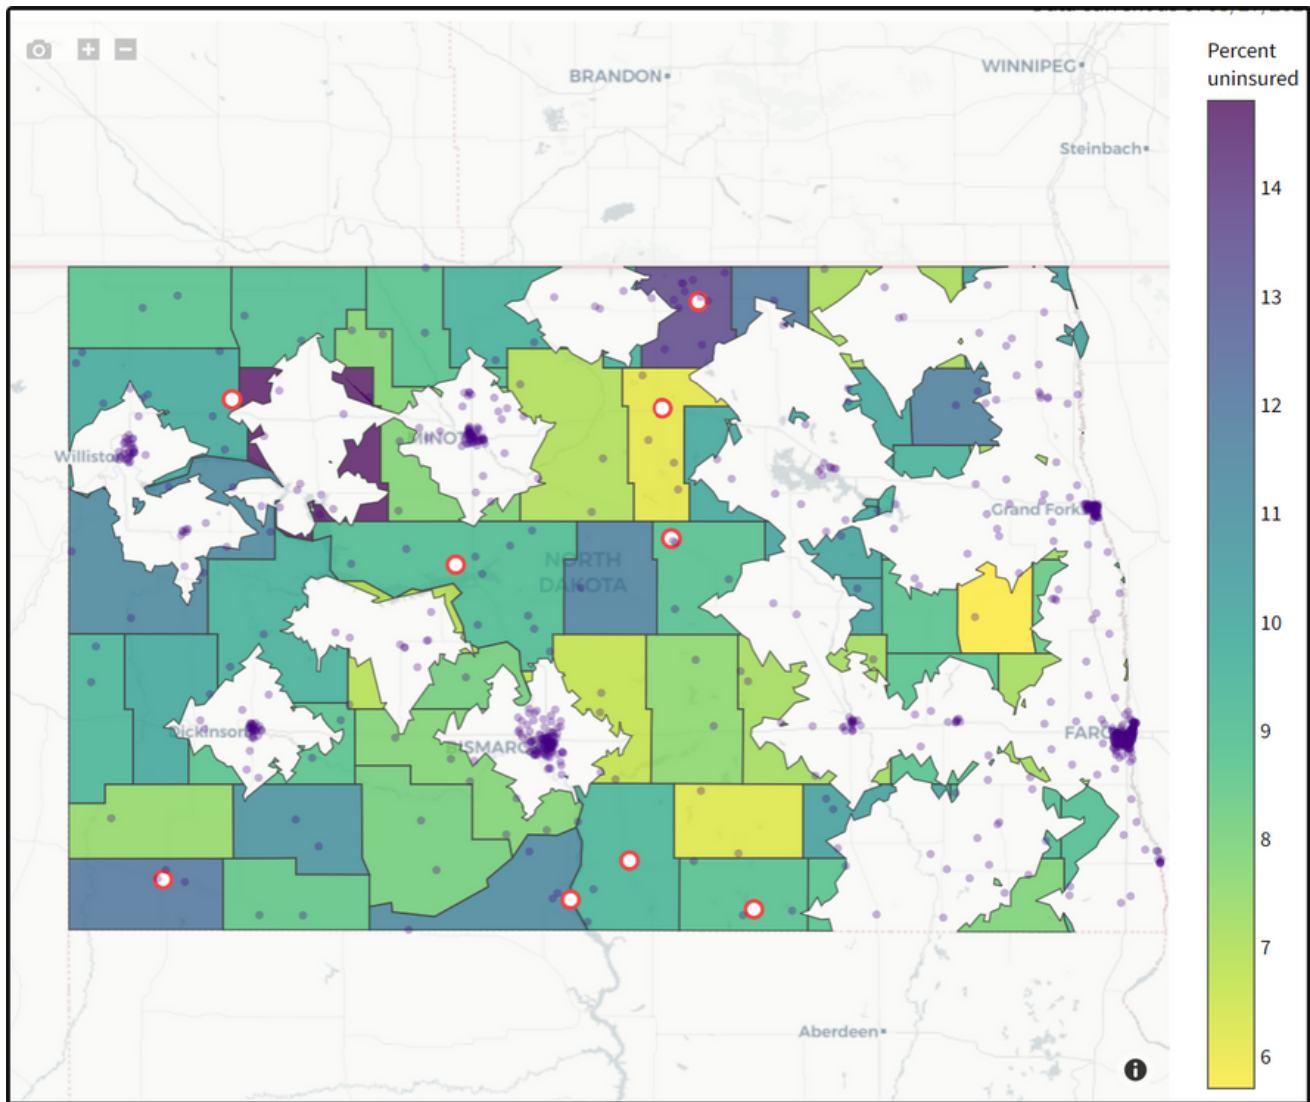 BRANDON
WINNIPEG
Steinbach
Percent
uninsured
14
13
12
11
10
9
8
7
6
MINOT
Williston
Grand Forks
NORTH
DAKOTA
Dickinson
BISMARCK
FARGO
Aberdeen